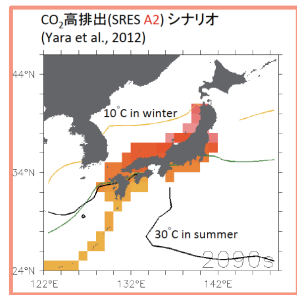 CO₂高排出(SRES A2) シナリオ
(Yara et al., 2012)
44°N
10°C in winter
34°N
30°C in summer
2090s
24°N
122°E 132°E 142°E